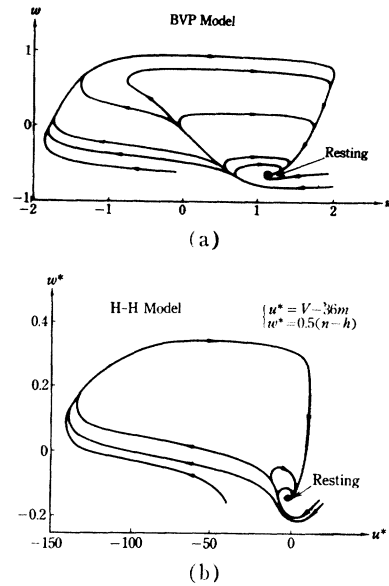 BVP Model
w
1
0
-1
Resting
-2 -1 0 1 2
(a)
w*
H-H Model
{u* = V-36m
w* = 0.5(n-h)
0.4
0.2
0
-0.2
Resting
-150 -100 -50 0 u*
(b)